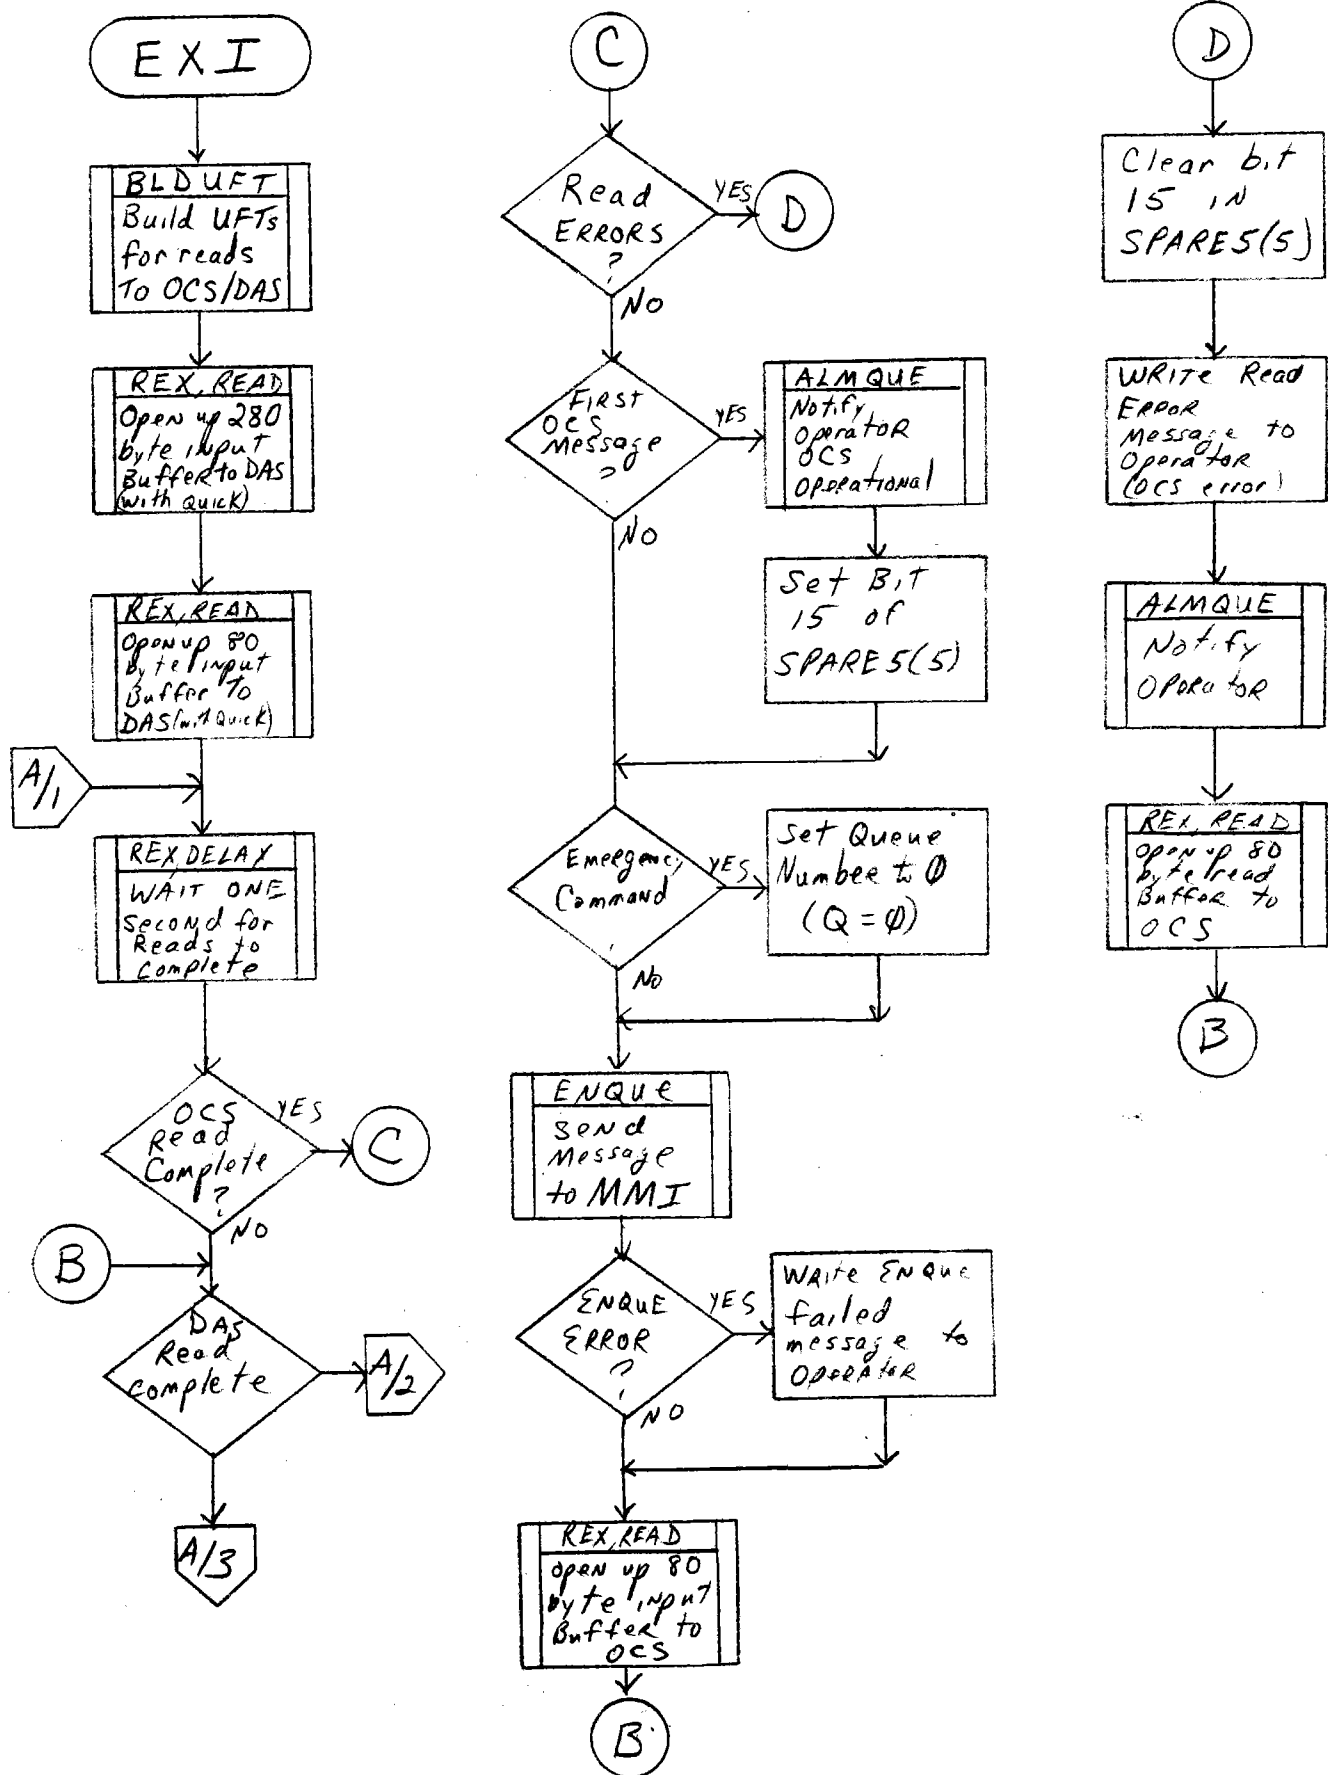 EXI
BLDUFT
Build UFTs
for reads
To OCS/DAS
REX, READ
Open up 280
byte input
Buffer to DAS
(with Quick)
REX, READ
Open up 80
byte input
Buffer To
DAS (with Quick)
A/1
REX, DELAY
WAIT ONE
Second for
Reads to
Complete
OCS
Read
Complete
?
YES
C
NO
B
DAS
Read
complete
A/2
A/3
C
Read
ERRORS
?
YES
D
NO
FIRST
OCS
Message
?
YES
ALMQUE
Notify
Operator
OCS
Operational
NO
Set Bit
15 of
SPARE5(5)
Emergency
Command
YES
Set Queue
Number to Ø
(Q = Ø)
No
ENQUE
Send
Message
to MMI
ENQUE
ERROR
?
YES
Write ENQUE
failed
message to
Operator
NO
REX, READ
open up 80
byte input
Buffer to
OCS
B
D
Clear bit
15 IN
SPARE5(5)
WRITE Read
Error
Message to
Operator
(OCS error)
ALMQUE
Notify
Operator
REX, READ
Open up 80
byte read
Buffer to
OCS
B